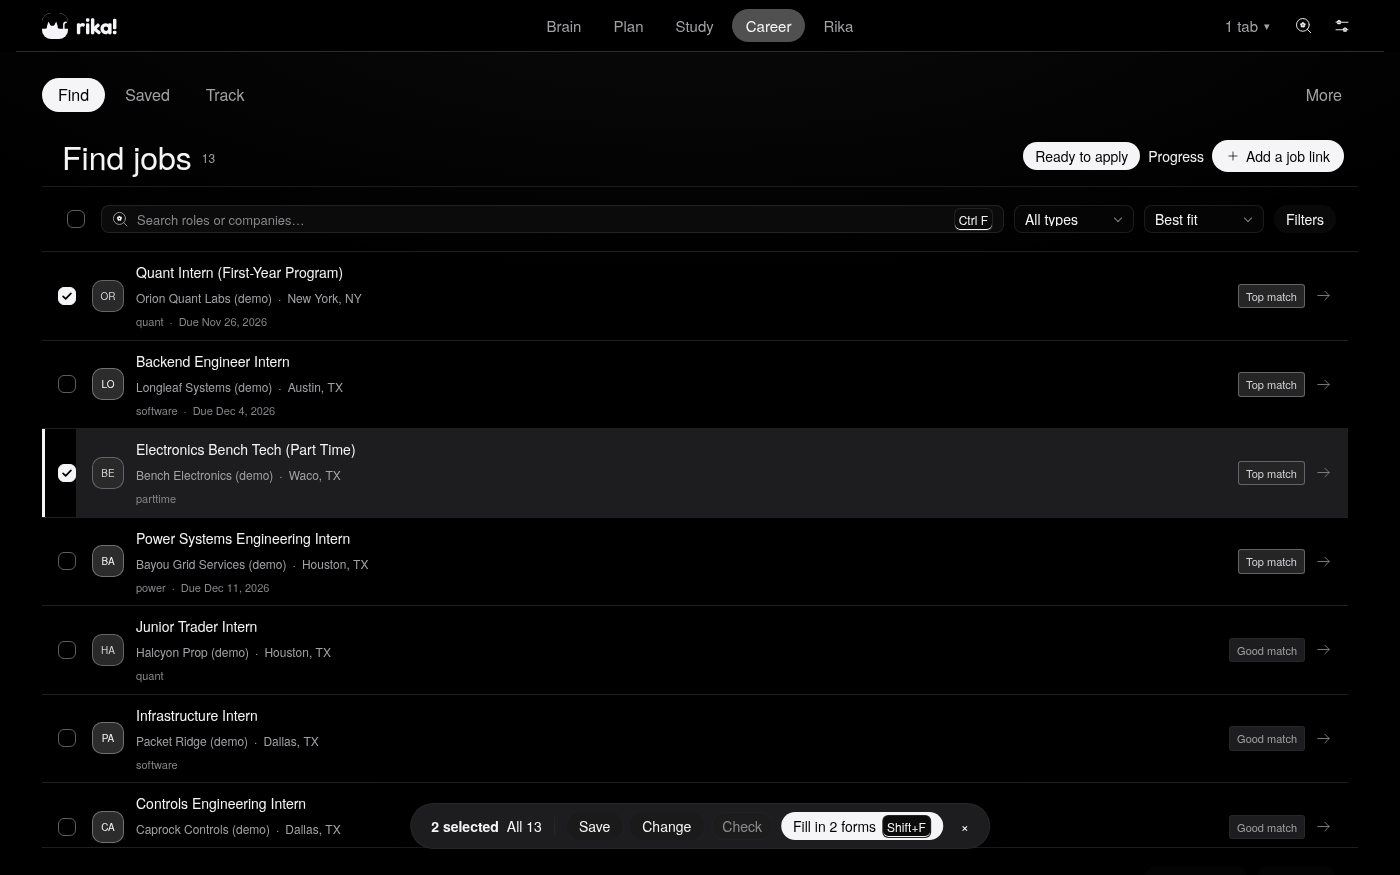 rika!
Brain Plan Study Career Rika
1 tab ▾
Find Saved Track
More
Find jobs 13
Ready to apply Progress + Add a job link
Search roles or companies… Ctrl F All types Best fit Filters
Quant Intern (First-Year Program)
OR Orion Quant Labs (demo) · New York, NY Top match →
quant · Due Nov 26, 2026
Backend Engineer Intern
LO Longleaf Systems (demo) · Austin, TX Top match →
software · Due Dec 4, 2026
Electronics Bench Tech (Part Time)
BE Bench Electronics (demo) · Waco, TX Top match →
parttime
Power Systems Engineering Intern
BA Bayou Grid Services (demo) · Houston, TX Top match →
power · Due Dec 11, 2026
Junior Trader Intern
HA Halcyon Prop (demo) · Houston, TX Good match →
quant
Infrastructure Intern
PA Packet Ridge (demo) · Dallas, TX Good match →
software
Controls Engineering Intern
CA Caprock Controls (demo) · Dallas, TX Good match →
2 selected All 13 Save Change Check Fill in 2 forms Shift+F ×